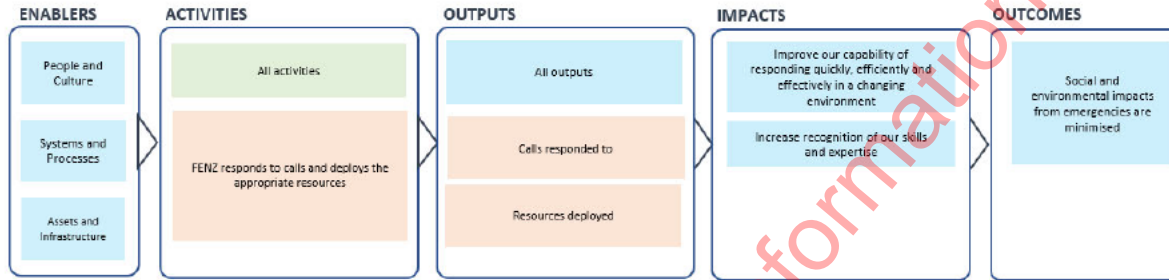 ENABLERS
People and
Culture
Systems and
Processes
Assets and
Infrastructure
ACTIVITIES
All activities
FENZ responds to calls and deploys the
appropriate resources
OUTPUTS
All outputs
Calls responded to
Resources deployed
IMPACTS
Improve our capability of
responding quickly, efficiently and
effectively in a changing
environment
Increase recognition of our skills
and expertise
OUTCOMES
Social and
environmental impacts
from emergencies are
minimised
formation